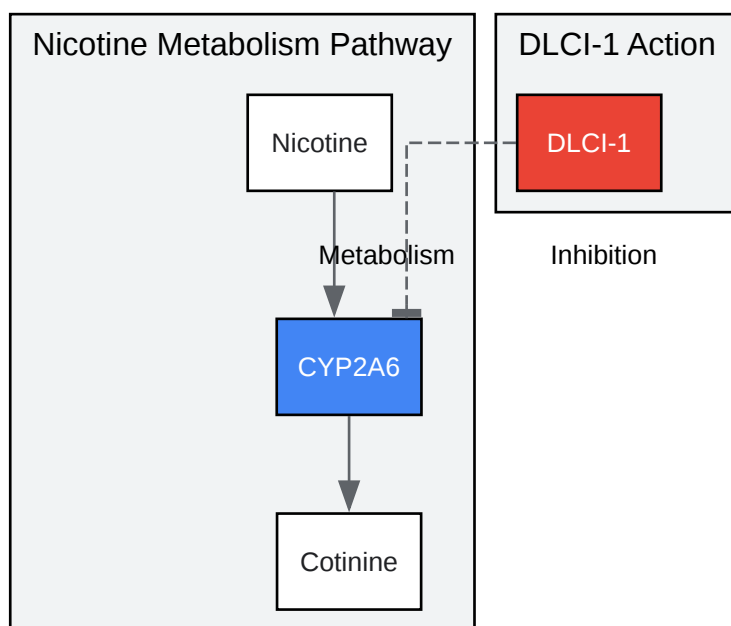 Nicotine Metabolism Pathway
DLCI-1 Action
Nicotine
DLCI-1
Metabolism
Inhibition
CYP2A6
Cotinine